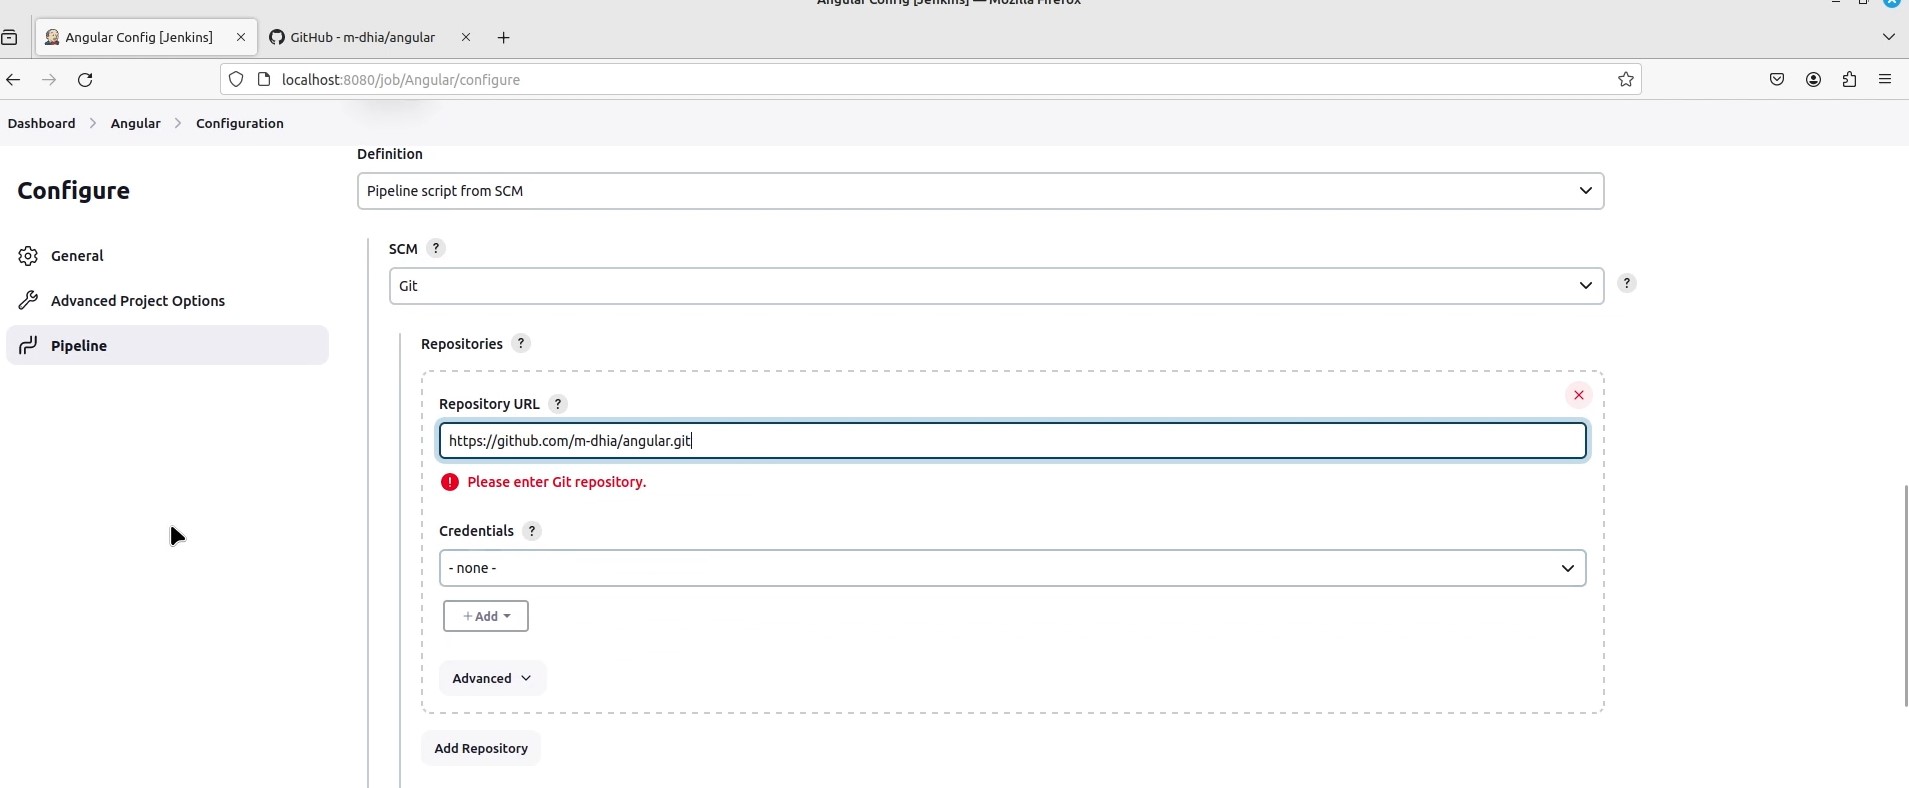 Angular Config [Jenkins] — Mozilla Firefox
Angular Config [Jenkins]
GitHub - m-dhia/angular
localhost:8080/job/Angular/configure
Dashboard > Angular > Configuration
Configure
General
Advanced Project Options
Pipeline
Definition
Pipeline script from SCM
SCM ?
Git
?
Repositories ?
Repository URL ?
https://github.com/m-dhia/angular.git
! Please enter Git repository.
Credentials ?
- none -
+ Add
Advanced
Add Repository